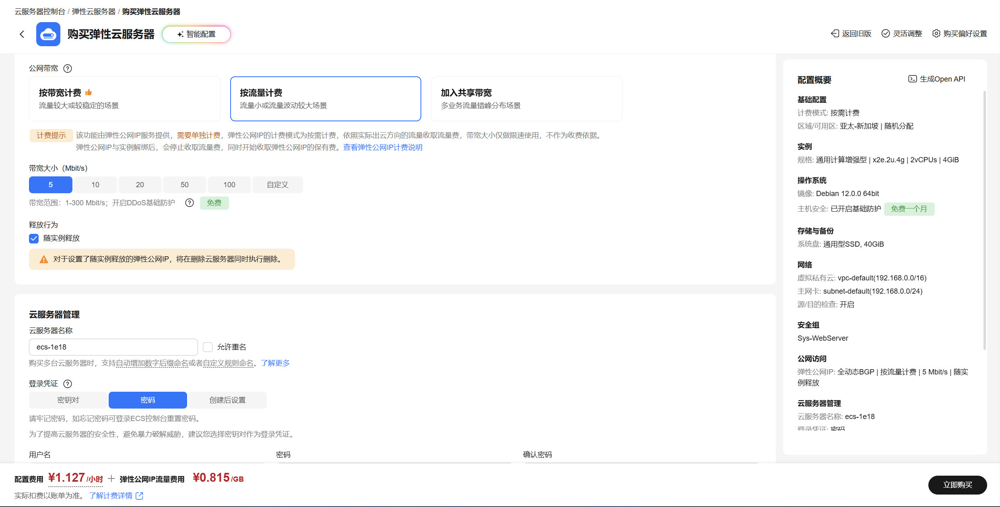 云服务器控制台 / 弹性云服务器 / 购买弹性云服务器
购买弹性云服务器
智能配置
返回旧版
灵活调整
购买偏好设置
公网带宽
按带宽计费
流量较大或较稳定的场景
按流量计费
流量小或流量波动较大场景
加入共享带宽
多业务流量错峰分布场景
计费提示
该功能由弹性公网IP服务提供，需要单独计费，弹性公网IP的计费模式为按需计费，依照实际出云方向的流量收取流量费，带宽大小仅做限速使用，不作为收费依据。
弹性公网IP与实例解绑后，会停止收取流量费，同时开始收取弹性公网IP的保有费。查看弹性公网IP计费说明
带宽大小（Mbit/s）
5
10
20
50
100
自定义
带宽范围：1-300 Mbit/s；开启DDoS基础防护
免费
释放行为
随实例释放
对于设置了随实例释放的弹性公网IP，将在删除云服务器同时执行删除。
云服务器管理
云服务器名称
ecs-1e18
允许重名
购买多台云服务器时，支持自动增加数字后缀命名或者自定义规则命名。了解更多
登录凭证
密钥对
密码
创建后设置
请牢记密码，如忘记密码可登录ECS控制台重置密码。
为了提高云服务器的安全性，避免暴力破解威胁，建议您选择密钥对作为登录凭证。
用户名
密码
确认密码
配置概要
生成Open API
基础配置
计费模式: 按需计费
区域/可用区: 亚太-新加坡 | 随机分配
实例
规格: 通用计算增强型 | x2e.2u.4g | 2vCPUs | 4GiB
操作系统
镜像: Debian 12.0.0 64bit
主机安全: 已开启基础防护 免费一个月
存储与备份
系统盘: 通用型SSD, 40GiB
网络
虚拟私有云: vpc-default(192.168.0.0/16)
主网卡: subnet-default(192.168.0.0/24)
源/目的检查: 开启
安全组
Sys-WebServer
公网访问
弹性公网IP: 全动态BGP | 按流量计费 | 5 Mbit/s | 随实
例释放
云服务器管理
云服务器名称: ecs-1e18
登录凭证: 密码
配置费用 ¥1.127/小时 + 弹性公网IP流量费用 ¥0.815/GB
实际扣费以账单为准。 了解计费详情
立即购买